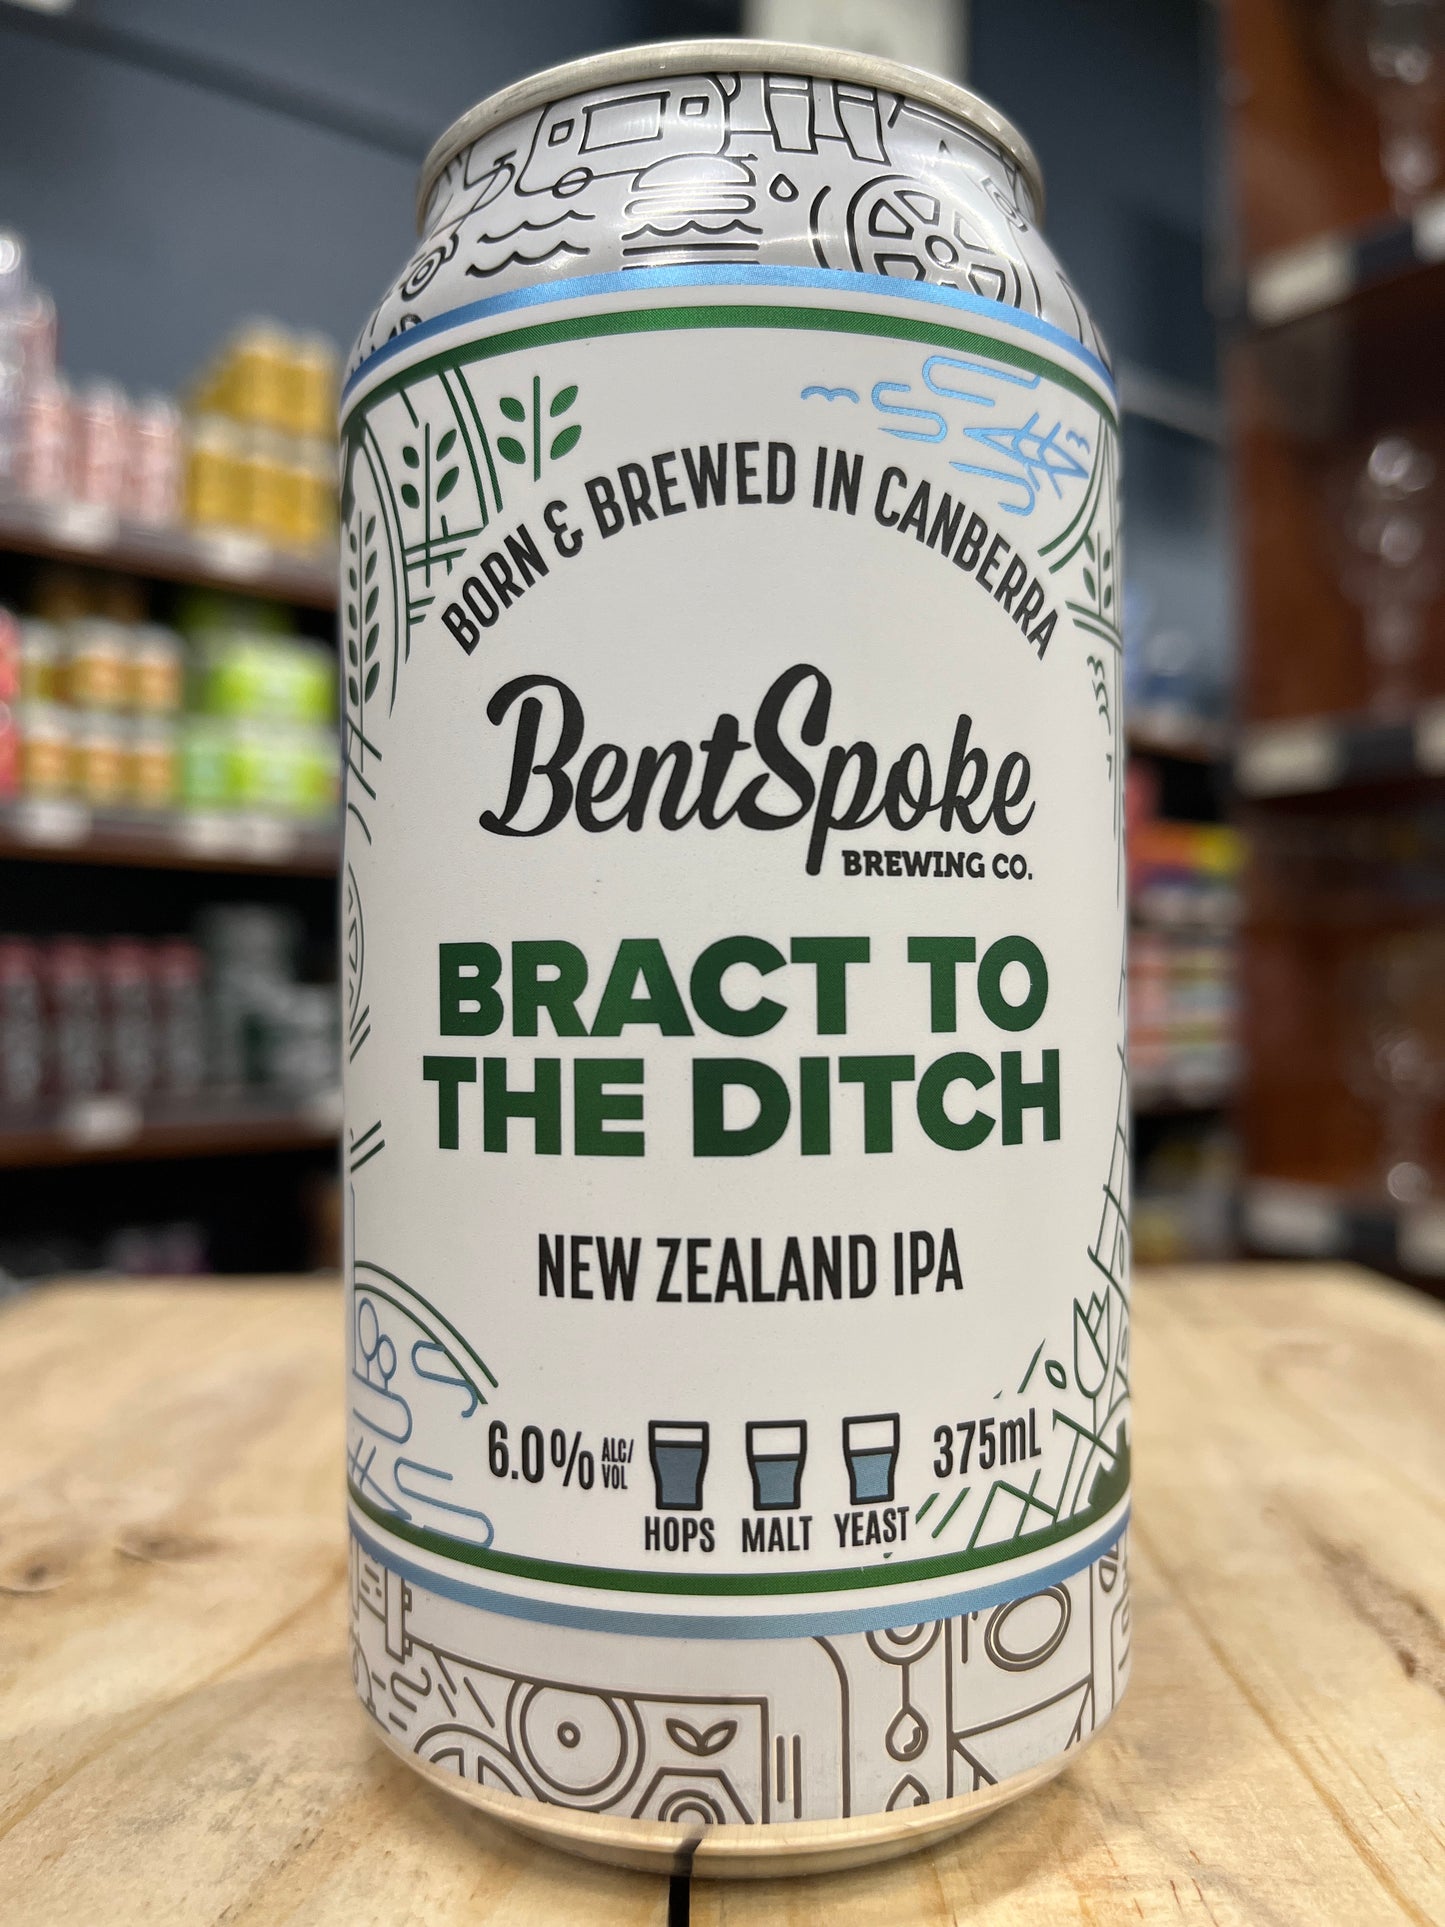 BORN & BREWED IN CANBERRA
BentSpoke
BREWING CO.
BRACT TO
THE DITCH
NEW ZEALAND IPA
6.0% ALC/
VOL
375mL
HOPS MALT YEAST